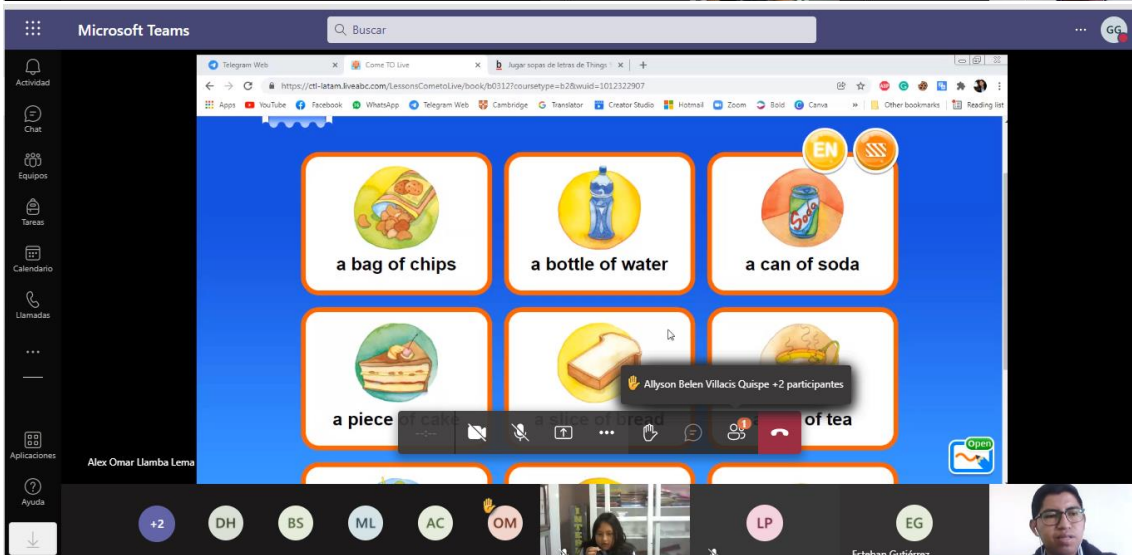 Microsoft Teams
Buscar
GG
Actividad
Chat
Equipos
Tareas
Calendario
Llamadas
Aplicaciones
Ayuda
Telegram Web
Come TO Live
Jugar sopas de letras de Things
https://ctl-latam.liveabc.com/LessonsCometoLive/book/b0312?coursetype=b2&wuid=1012322907
Apps YouTube Facebook WhatsApp Telegram Web Cambridge Translator Creator Studio Hotmail Zoom Bold Canva » Other bookmarks Reading list
EN
Soda
a bag of chips
a bottle of water
a can of soda
a piece of cake
a slice of bread
of tea
Allyson Belen Villacis Quispe +2 participantes
--:--
1
Open
Alex Omar Llamba Lema
+2
DH
BS
ML
AC
OM
LP
EG
Esteban Gutiérrez